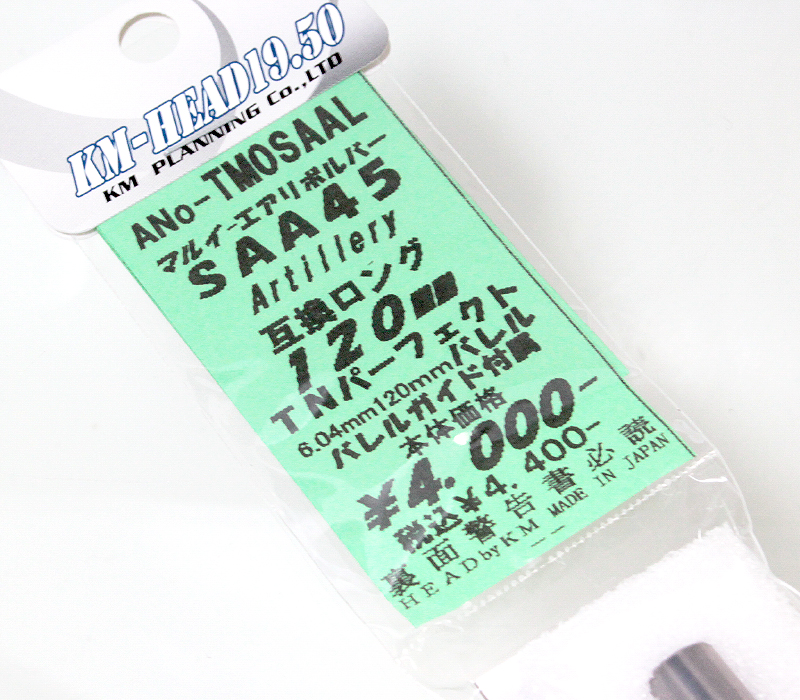 KM-HEAD19.50
KM PLANNING Co.,LTD
ANo-TMOSAAL
マルイ-エアリボルバー
SAA45
Artillery
互換ロング
120mm
TNパーフェクト
6.04mm120mmバレル
バレルガイド付属
本体価格
¥4.000-
税込¥4.400-
裏面警告書必読
HEAD by KM MADE IN JAPAN